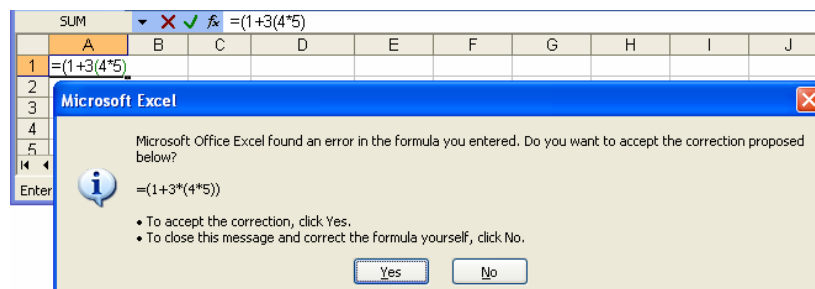 SUM =(1+3(4*5)
A B C D E F G H I J
1 =(1+3(4*5)
2
3
4
5
Enter
Microsoft Excel
Microsoft Office Excel found an error in the formula you entered. Do you want to accept the correction proposed
below?
=(1+3*(4*5))
• To accept the correction, click Yes.
• To close this message and correct the formula yourself, click No.
Yes No